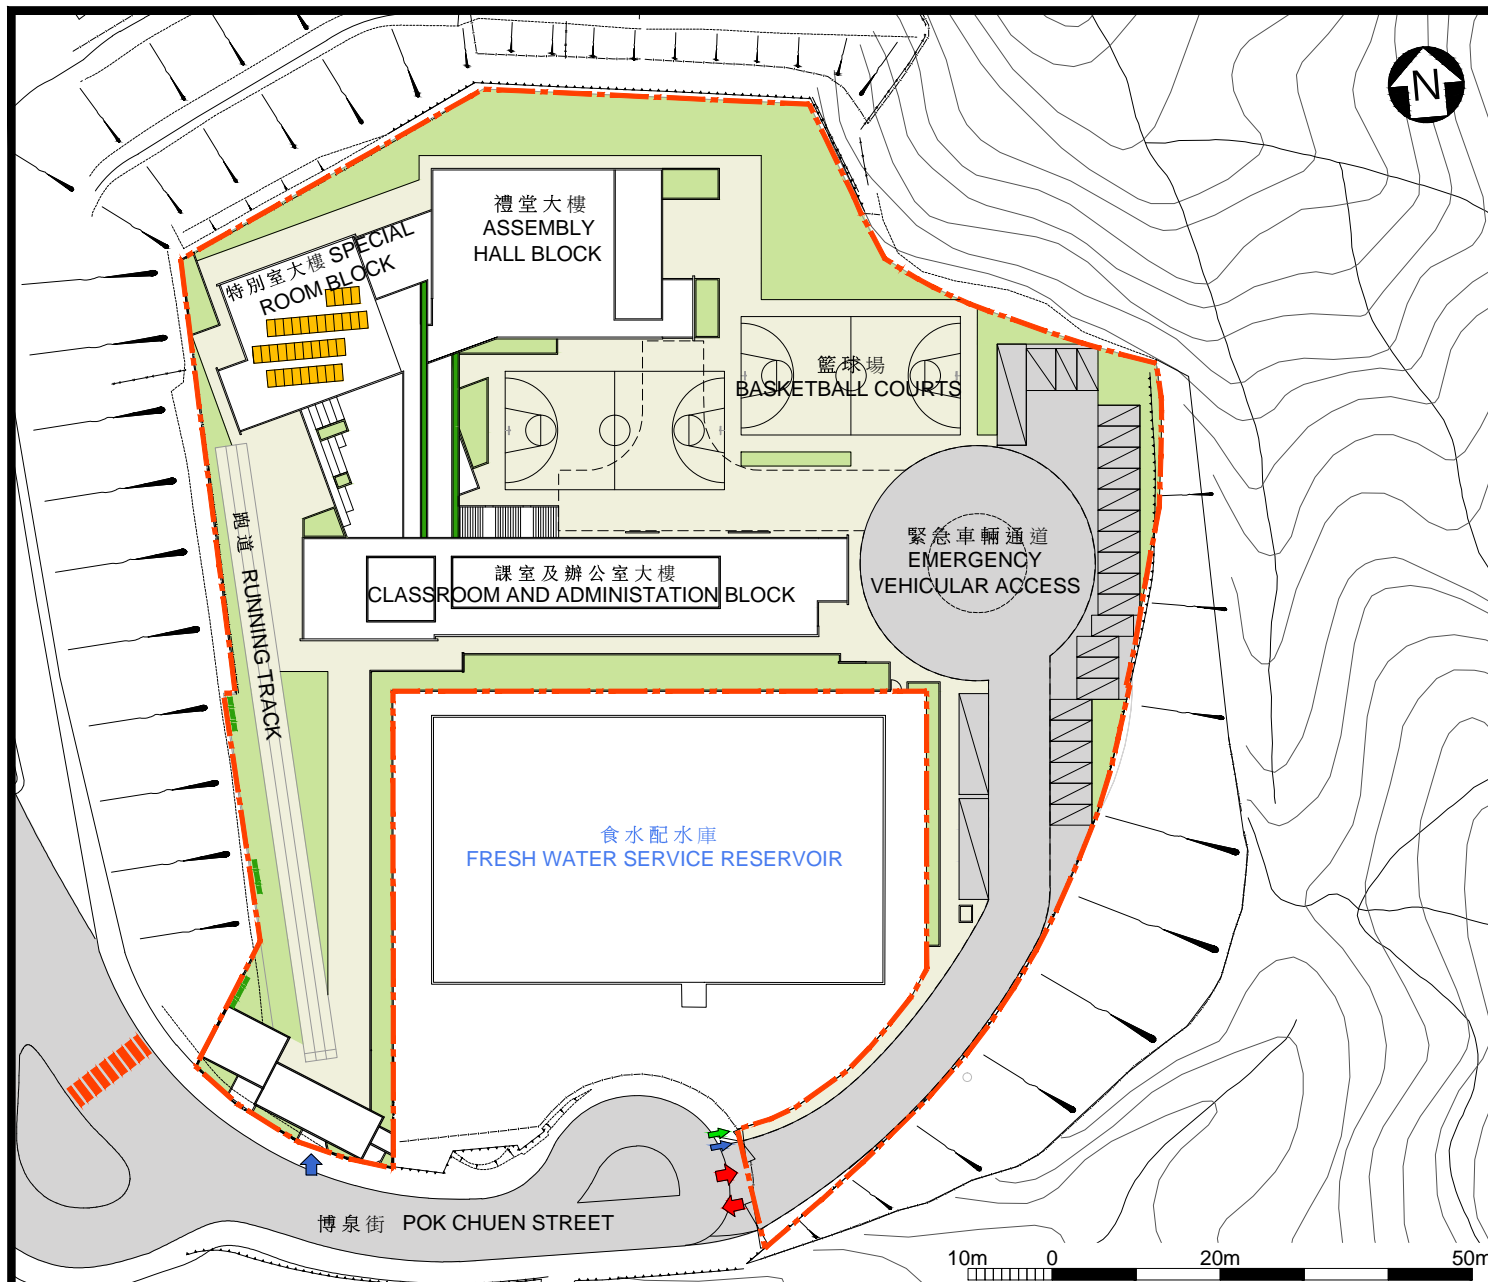 N
禮堂大樓
ASSEMBLY
HALL BLOCK
特別室大樓 SPECIAL
ROOM BLOCK
籃球場
BASKETBALL COURTS
緊急車輛通道
EMERGENCY
VEHICULAR ACCESS
跑道 RUNNING TRACK
課室及辦公室大樓
CLASSROOM AND ADMINISTATION BLOCK
食水配水庫
FRESH WATER SERVICE RESERVOIR
博泉街 POK CHUEN STREET
10m 0 20m 50m